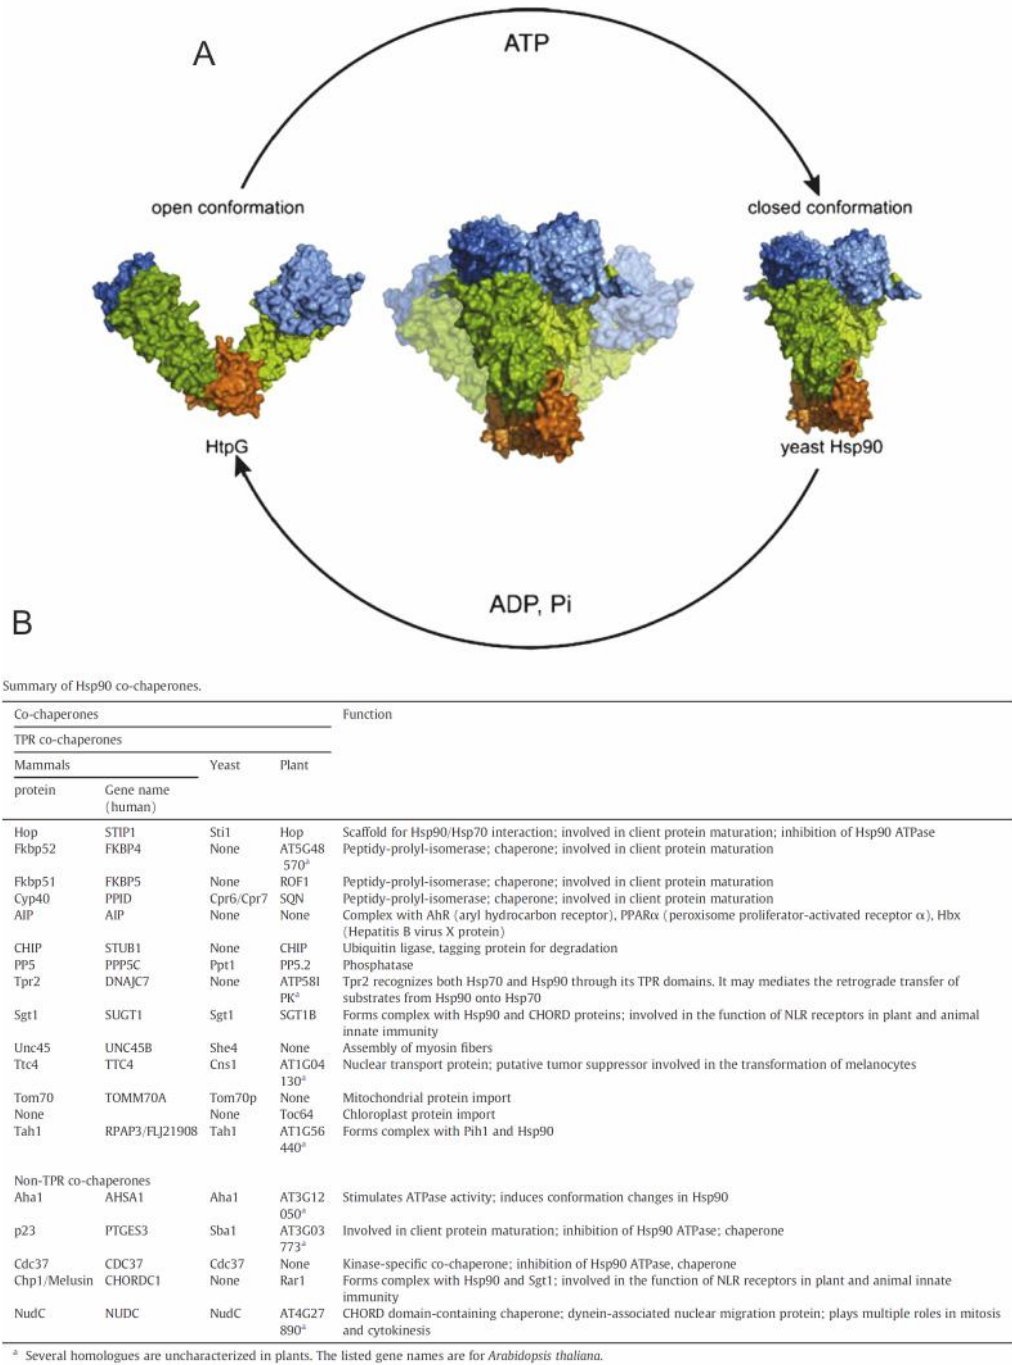 A
ATP
open conformation
closed conformation
HtpG
yeast Hsp90
ADP, Pi
B
Summary of Hsp90 co-chaperones.
Co-chaperones Function
TPR co-chaperones
Mammals Yeast Plant
protein Gene name
(human)
Hop STIP1 Sti1 Hop Scaffold for Hsp90/Hsp70 interaction; involved in client protein maturation; inhibition of Hsp90 ATPase
Fkbp52 FKBP4 None AT5G48 Peptidy-prolyl-isomerase; chaperone; involved in client protein maturation
570ᵃ
Fkbp51 FKBP5 None ROF1 Peptidy-prolyl-isomerase; chaperone; involved in client protein maturation
Cyp40 PPID Cpr6/Cpr7 SQN Peptidy-prolyl-isomerase; chaperone; involved in client protein maturation
AIP AIP None None Complex with AhR (aryl hydrocarbon receptor), PPARα (peroxisome proliferator-activated receptor α), Hbx
(Hepatitis B virus X protein)
CHIP STUB1 None CHIP Ubiquitin ligase, tagging protein for degradation
PP5 PPP5C Ppt1 PP5.2 Phosphatase
Tpr2 DNAJC7 None ATP58I Tpr2 recognizes both Hsp70 and Hsp90 through its TPR domains. It may mediates the retrograde transfer of
PKᵃ substrates from Hsp90 onto Hsp70
Sgt1 SUGT1 Sgt1 SGT1B Forms complex with Hsp90 and CHORD proteins; involved in the function of NLR receptors in plant and animal
innate immunity
Unc45 UNC45B She4 None Assembly of myosin fibers
Ttc4 TTC4 Cns1 AT1G04 Nuclear transport protein; putative tumor suppressor involved in the transformation of melanocytes
130ᵃ
Tom70 TOMM70A Tom70p None Mitochondrial protein import
None None Toc64 Chloroplast protein import
Tah1 RPAP3/FLJ21908 Tah1 AT1G56 Forms complex with Pih1 and Hsp90
440ᵃ
Non-TPR co-chaperones
Aha1 AHSA1 Aha1 AT3G12 Stimulates ATPase activity; induces conformation changes in Hsp90
050ᵃ
p23 PTGES3 Sba1 AT3G03 Involved in client protein maturation; inhibition of Hsp90 ATPase; chaperone
773ᵃ
Cdc37 CDC37 Cdc37 None Kinase-specific co-chaperone; inhibition of Hsp90 ATPase, chaperone
Chp1/Melusin CHORDC1 None Rar1 Forms complex with Hsp90 and Sgt1; involved in the function of NLR receptors in plant and animal innate
immunity
NudC NUDC NudC AT4G27 CHORD domain-containing chaperone; dynein-associated nuclear migration protein; plays multiple roles in mitosis
890ᵃ and cytokinesis
ᵃ Several homologues are uncharacterized in plants. The listed gene names are for Arabidopsis thaliana.